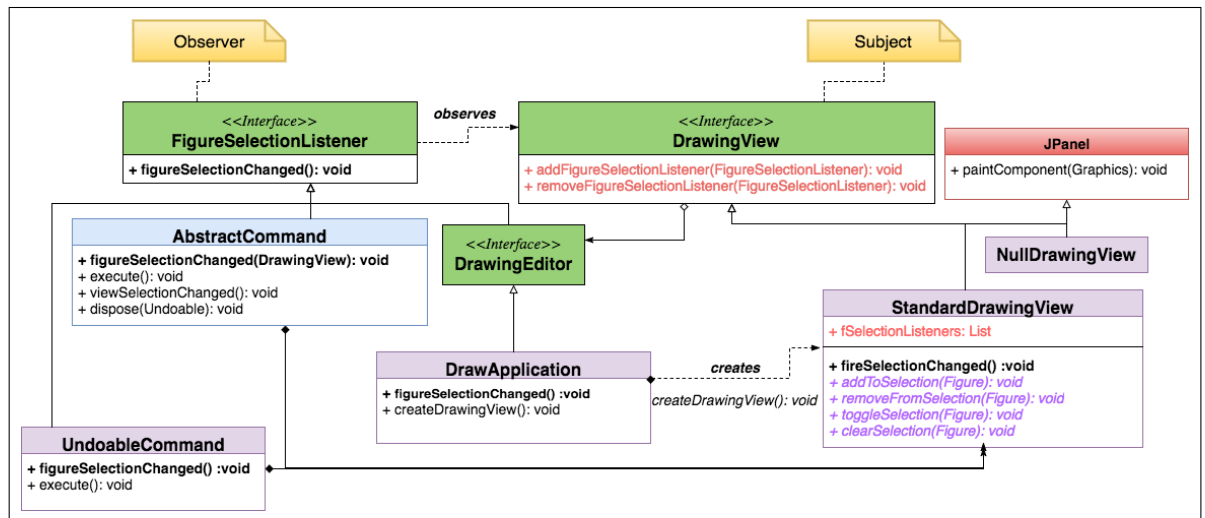 Observer
Subject
<<Interface>>
FigureSelectionListener
+ figureSelectionChanged(): void
observes
<<Interface>>
DrawingView
+ addFigureSelectionListener(FigureSelectionListener): void
+ removeFigureSelectionListener(FigureSelectionListener): void
JPanel
+ paintComponent(Graphics): void
AbstractCommand
+ figureSelectionChanged(DrawingView): void
+ execute(): void
+ viewSelectionChanged(): void
+ dispose(Undoable): void
<<Interface>>
DrawingEditor
NullDrawingView
StandardDrawingView
+ fSelectionListeners: List
+ fireSelectionChanged() :void
+ addToSelection(Figure): void
+ removeFromSelection(Figure): void
+ toggleSelection(Figure): void
+ clearSelection(Figure): void
DrawApplication
+ figureSelectionChanged() :void
+ createDrawingView(): void
creates
createDrawingView(): void
UndoableCommand
+ figureSelectionChanged() :void
+ execute(): void